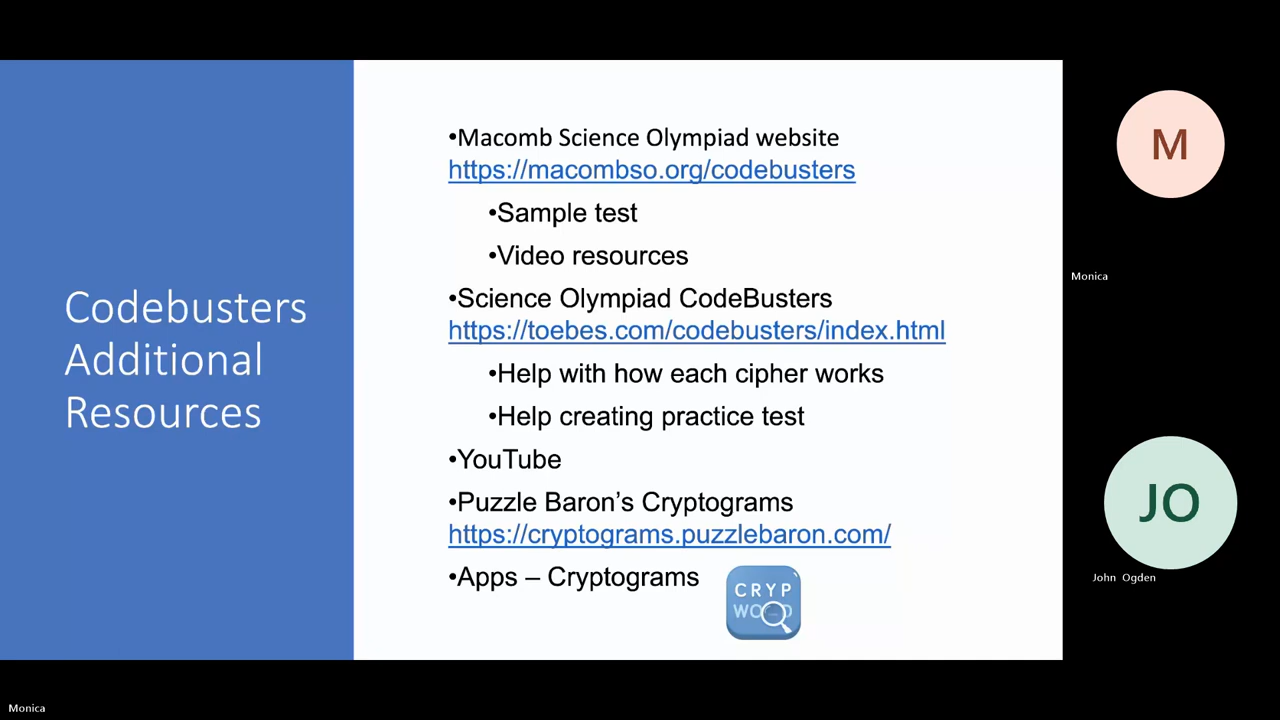 Codebusters
Additional
Resources
•Macomb Science Olympiad website
https://macombso.org/codebusters
•Sample test
•Video resources
•Science Olympiad CodeBusters
https://toebes.com/codebusters/index.html
•Help with how each cipher works
•Help creating practice test
•YouTube
•Puzzle Baron’s Cryptograms
https://cryptograms.puzzlebaron.com/
•Apps – Cryptograms
CRYP
M
Monica
JO
John Ogden
Monica